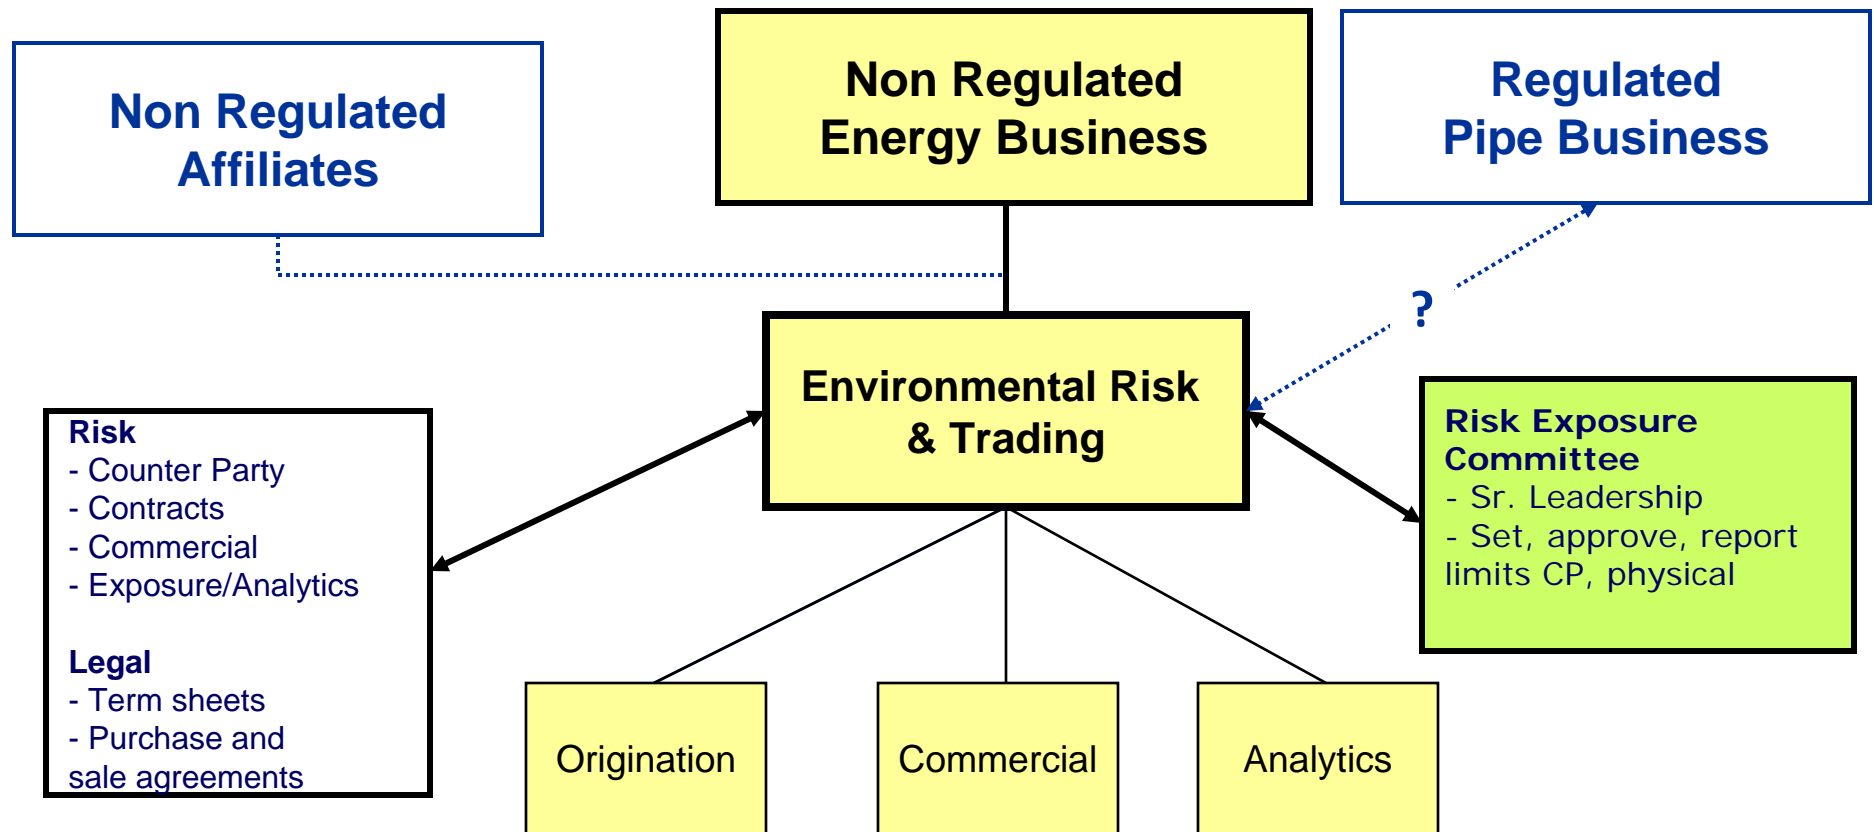 Non Regulated
Affiliates
Non Regulated
Energy Business
Regulated
Pipe Business
?
Environmental Risk
& Trading
Risk
- Counter Party
- Contracts
- Commercial
- Exposure/Analytics
Legal
- Term sheets
- Purchase and
sale agreements
Risk Exposure
Committee
- Sr. Leadership
- Set, approve, report
limits CP, physical
Origination
Commercial
Analytics